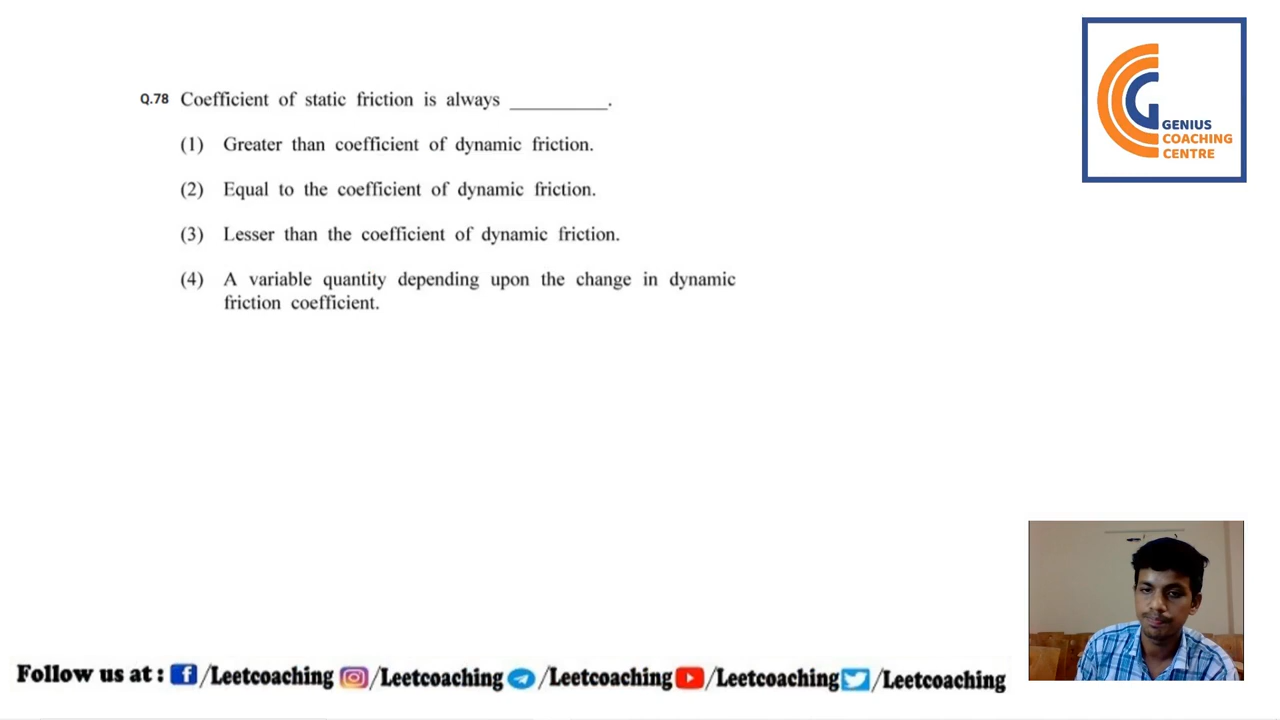 Q.78 Coefficient of static friction is always __________.
(1) Greater than coefficient of dynamic friction.
(2) Equal to the coefficient of dynamic friction.
(3) Lesser than the coefficient of dynamic friction.
(4) A variable quantity depending upon the change in dynamic
friction coefficient.
GENIUS
COACHING
CENTRE
Follow us at : /Leetcoaching /Leetcoaching /Leetcoaching /Leetcoaching /Leetcoaching